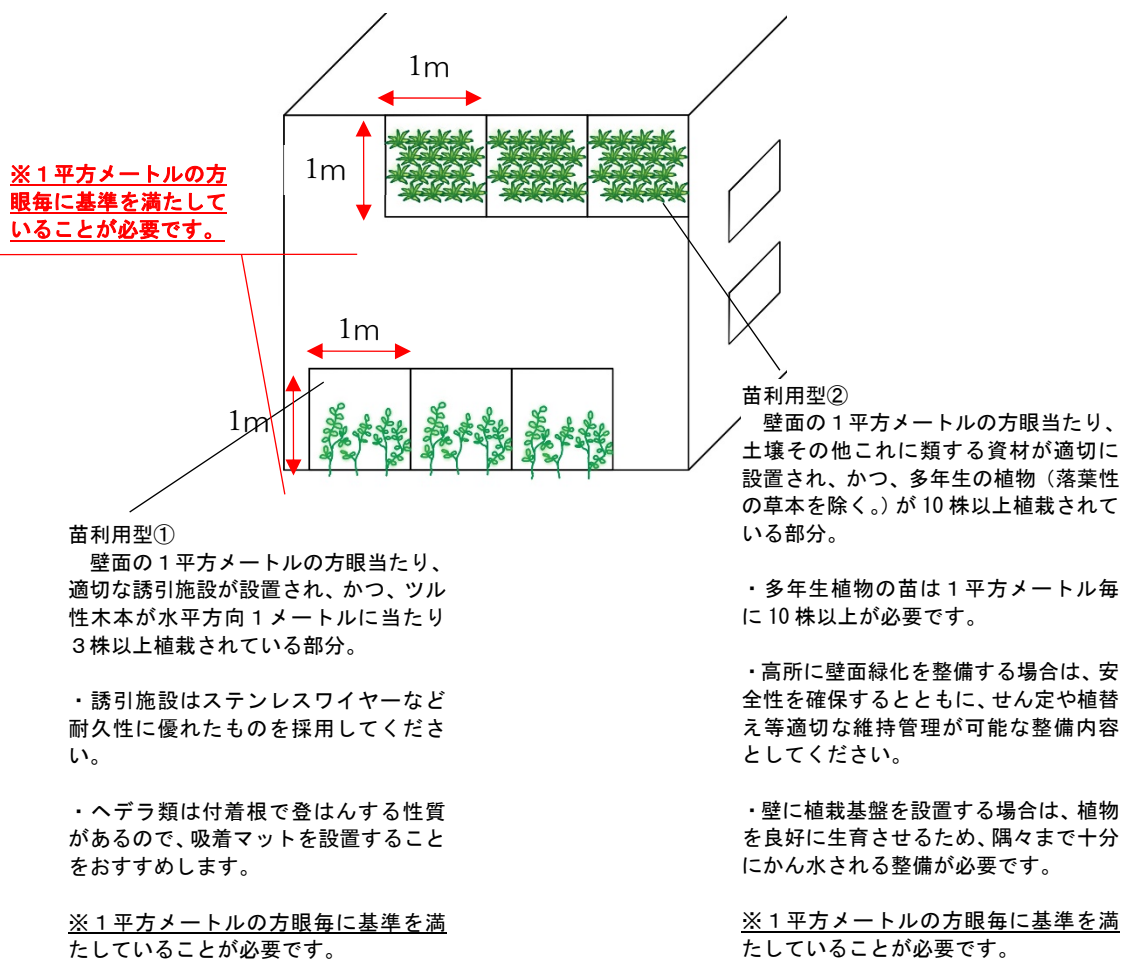 1m
1m
※１平方メートルの方
眼毎に基準を満たして
いることが必要です。
1m
1m
苗利用型①
　壁面の１平方メートルの方眼当たり、
適切な誘引施設が設置され、かつ、ツル
性木本が水平方向１メートルに当たり
３株以上植栽されている部分。
・誘引施設はステンレスワイヤーなど
耐久性に優れたものを採用してくださ
い。
・ヘデラ類は付着根で登はんする性質
があるので、吸着マットを設置すること
をおすすめします。
※１平方メートルの方眼毎に基準を満
たしていることが必要です。
苗利用型②
　壁面の１平方メートルの方眼当たり、
土壌その他これに類する資材が適切に
設置され、かつ、多年生の植物（落葉性
の草本を除く。）が 10 株以上植栽されて
いる部分。
・多年生植物の苗は１平方メートル毎
に 10 株以上が必要です。
・高所に壁面緑化を整備する場合は、安
全性を確保するとともに、せん定や植替
え等適切な維持管理が可能な整備内容
としてください。
・壁に植栽基盤を設置する場合は、植物
を良好に生育させるため、隅々まで十分
にかん水される整備が必要です。
※１平方メートルの方眼毎に基準を満
たしていることが必要です。